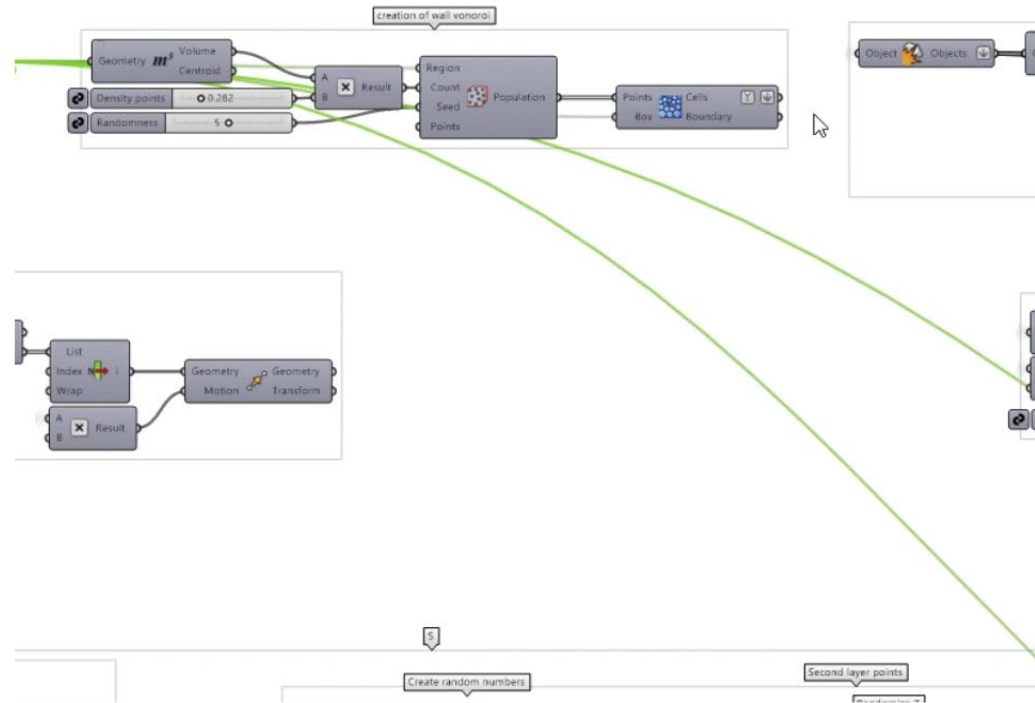 creation of wall vonoroi
Geometry m³ Volume
Centroid
Density points 0.282
Randomness 5
A
B
Result
Region
Count
Seed
Points
Population
Points Cells
Box Boundary
Object Objects
List
Index N i
Wrap
A
B
Result
Geometry Geometry
Motion Transform
S
Create random numbers
Second layer points